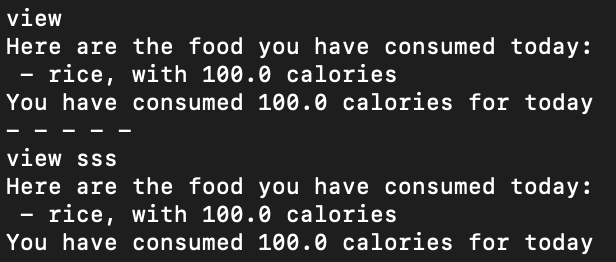 view
Here are the food you have consumed today:
 - rice, with 100.0 calories
You have consumed 100.0 calories for today
- - - - -
view sss
Here are the food you have consumed today:
 - rice, with 100.0 calories
You have consumed 100.0 calories for today